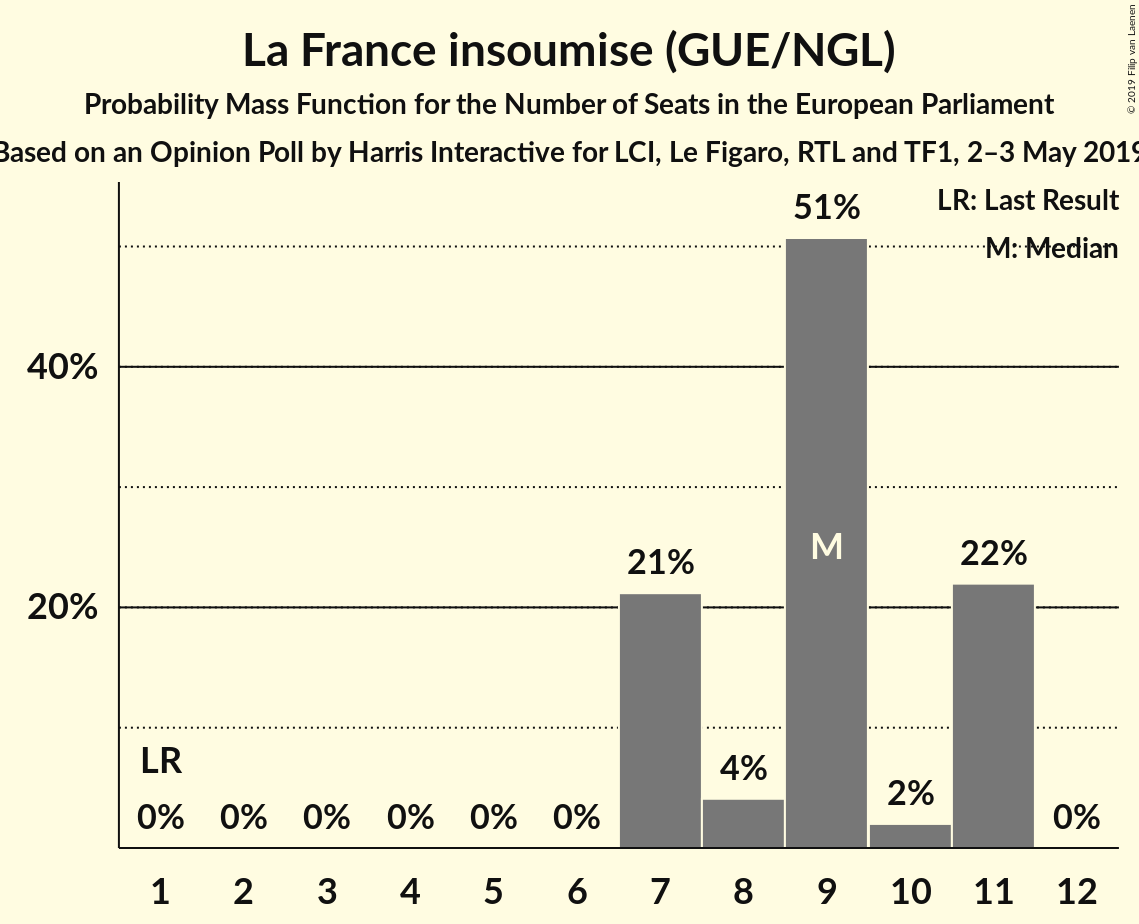 La France insoumise (GUE/NGL)
Probability Mass Function for the Number of Seats in the European Parliament
Based on an Opinion Poll by Harris Interactive for LCI, Le Figaro, RTL and TF1, 2–3 May 2019
© 2019 Filip van Laenen
LR: Last Result
M: Median
51%
40%
M
21%
22%
20%
LR
4%
2%
0% 0% 0% 0% 0% 0% 0%
1 2 3 4 5 6 7 8 9 10 11 12